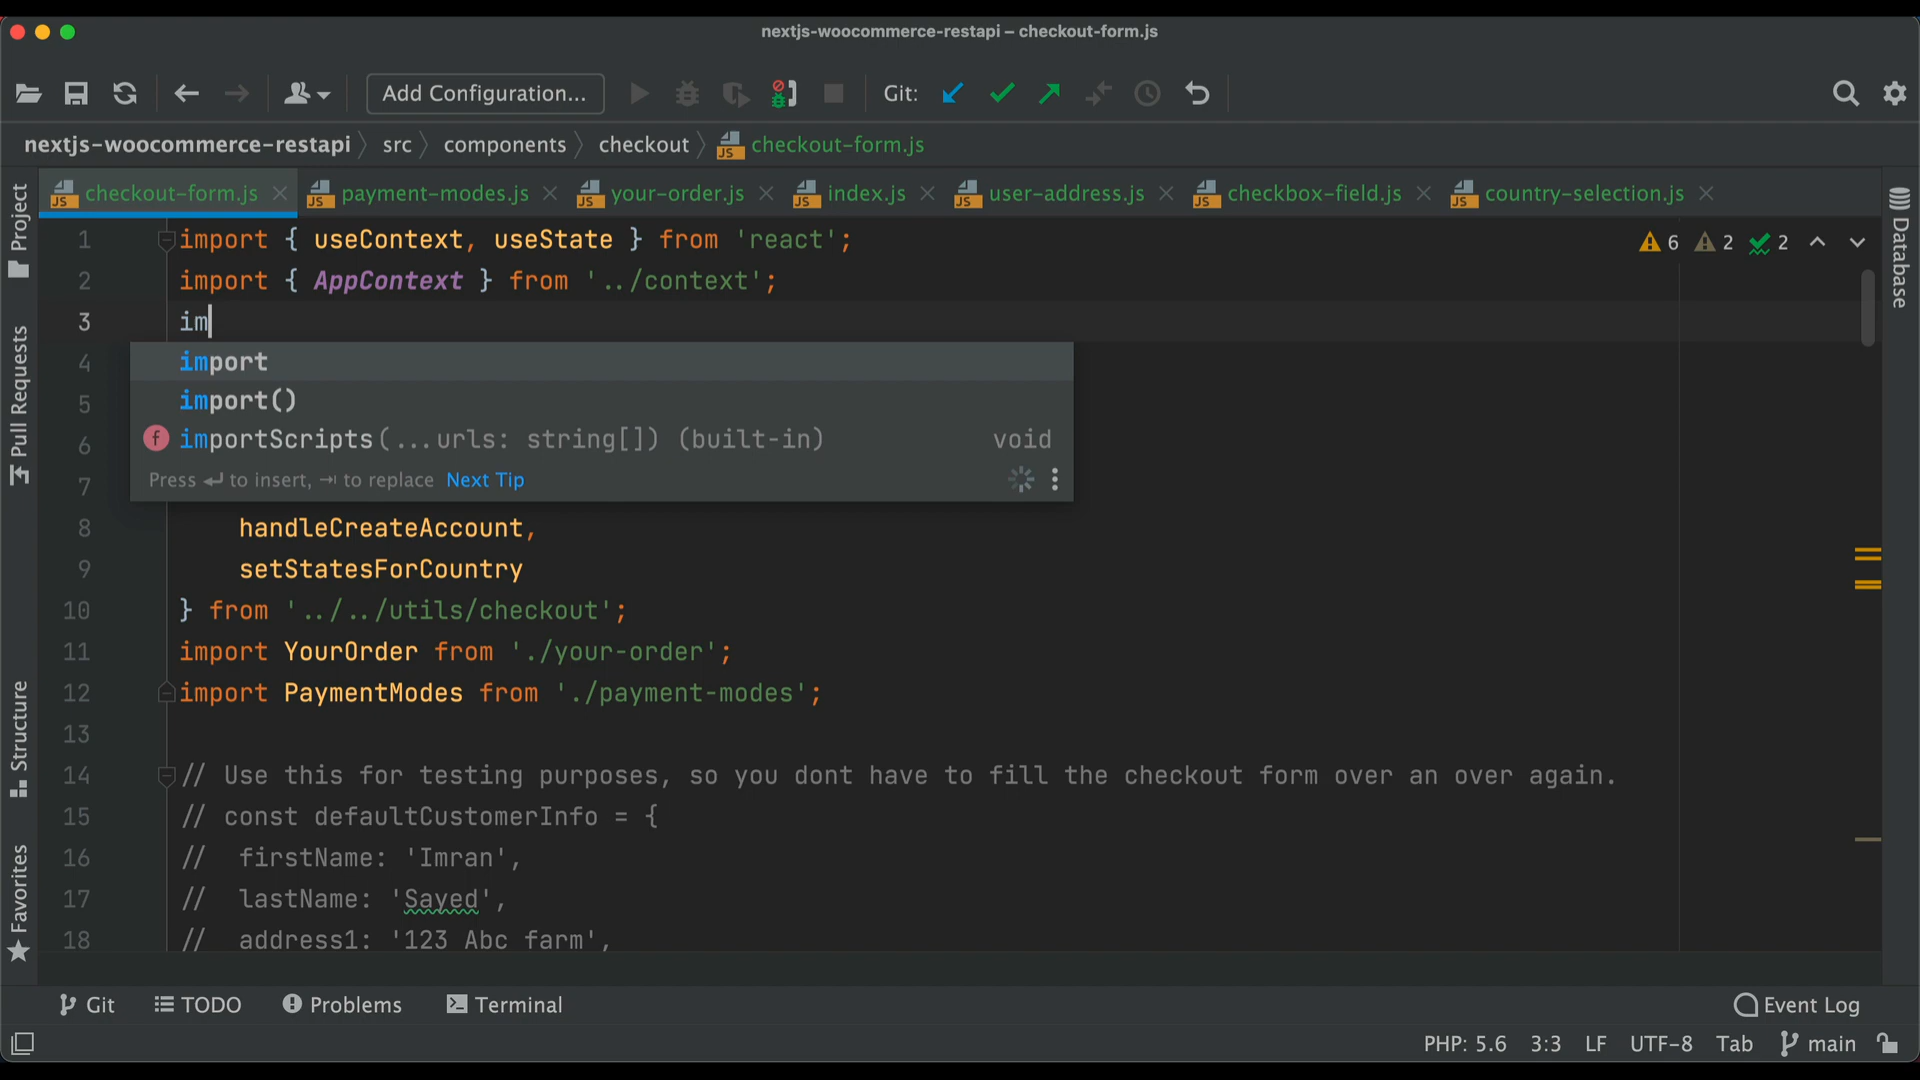 nextjs-woocommerce-restapi – checkout-form.js
Add Configuration... Git:
nextjs-woocommerce-restapi src components checkout checkout-form.js
checkout-form.js payment-modes.js your-order.js index.js user-address.js checkbox-field.js country-selection.js
Project
Pull Requests
Structure
Favorites
Database
6 2 2
1 import { useContext, useState } from 'react';
2 import { AppContext } from '../context';
3 im
4 import
5 import()
6 importScripts(...urls: string[]) (built-in) void
7 Press ↵ to insert, ⇥ to replace Next Tip
8 handleCreateAccount,
9 setStatesForCountry
10 } from '../../utils/checkout';
11 import YourOrder from './your-order';
12 import PaymentModes from './payment-modes';
13
14 // Use this for testing purposes, so you dont have to fill the checkout form over an over again.
15 // const defaultCustomerInfo = {
16 // firstName: 'Imran',
17 // lastName: 'Sayed',
18 // address1: '123 Abc farm',
Git TODO Problems Terminal Event Log
PHP: 5.6 3:3 LF UTF-8 Tab main